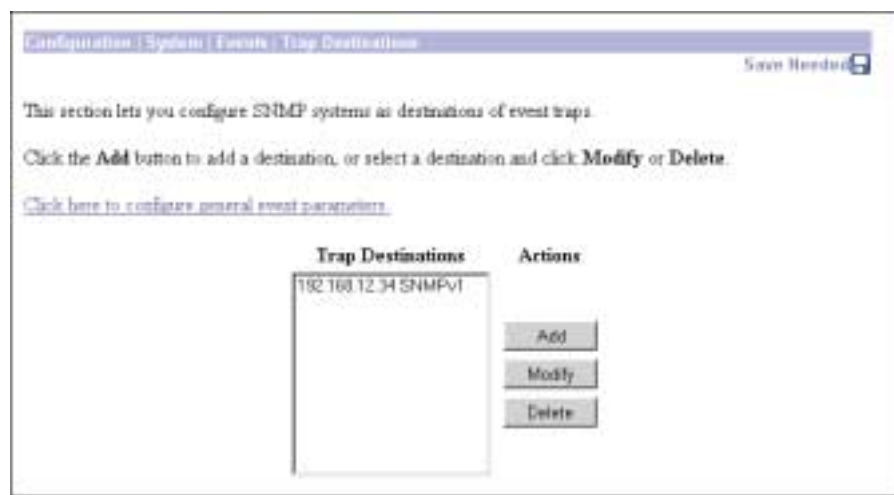 Configuration | System | Events | Trap Destinations
Save Needed
This section lets you configure SNMP systems as destinations of event traps.
Click the Add button to add a destination, or select a destination and click Modify or Delete.
Click here to configure general event parameters.
Trap Destinations Actions
192.168.12.34 SNMPv1
Add
Modify
Delete